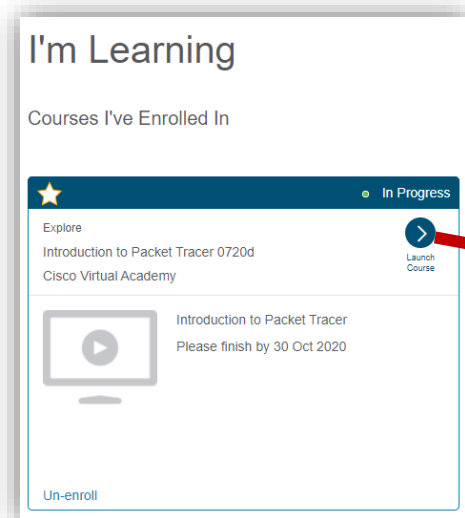 I'm Learning
Courses I've Enrolled In
In Progress
Explore
Introduction to Packet Tracer 0720d
Cisco Virtual Academy
Launch
Course
Introduction to Packet Tracer
Please finish by 30 Oct 2020
Un-enroll